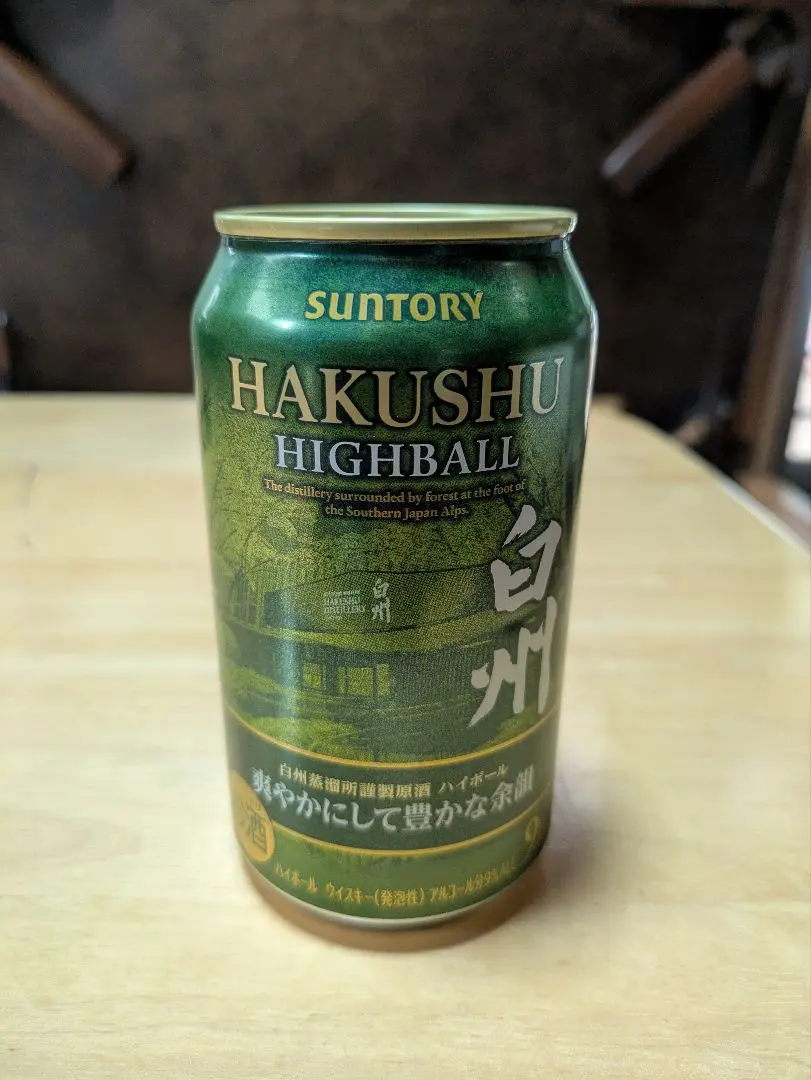 SUNTORY
HAKUSHU
HIGHBALL
The distillery surrounded by forest at the foot of
the Southern Japan Alps.
白州
HAKUSHU
DISTILLERY
白州
白州蒸溜所謹製原酒 ハイボール
爽やかにして豊かな余韻
酒
9
ハイボール ウイスキー(発泡性) アルコール分9%